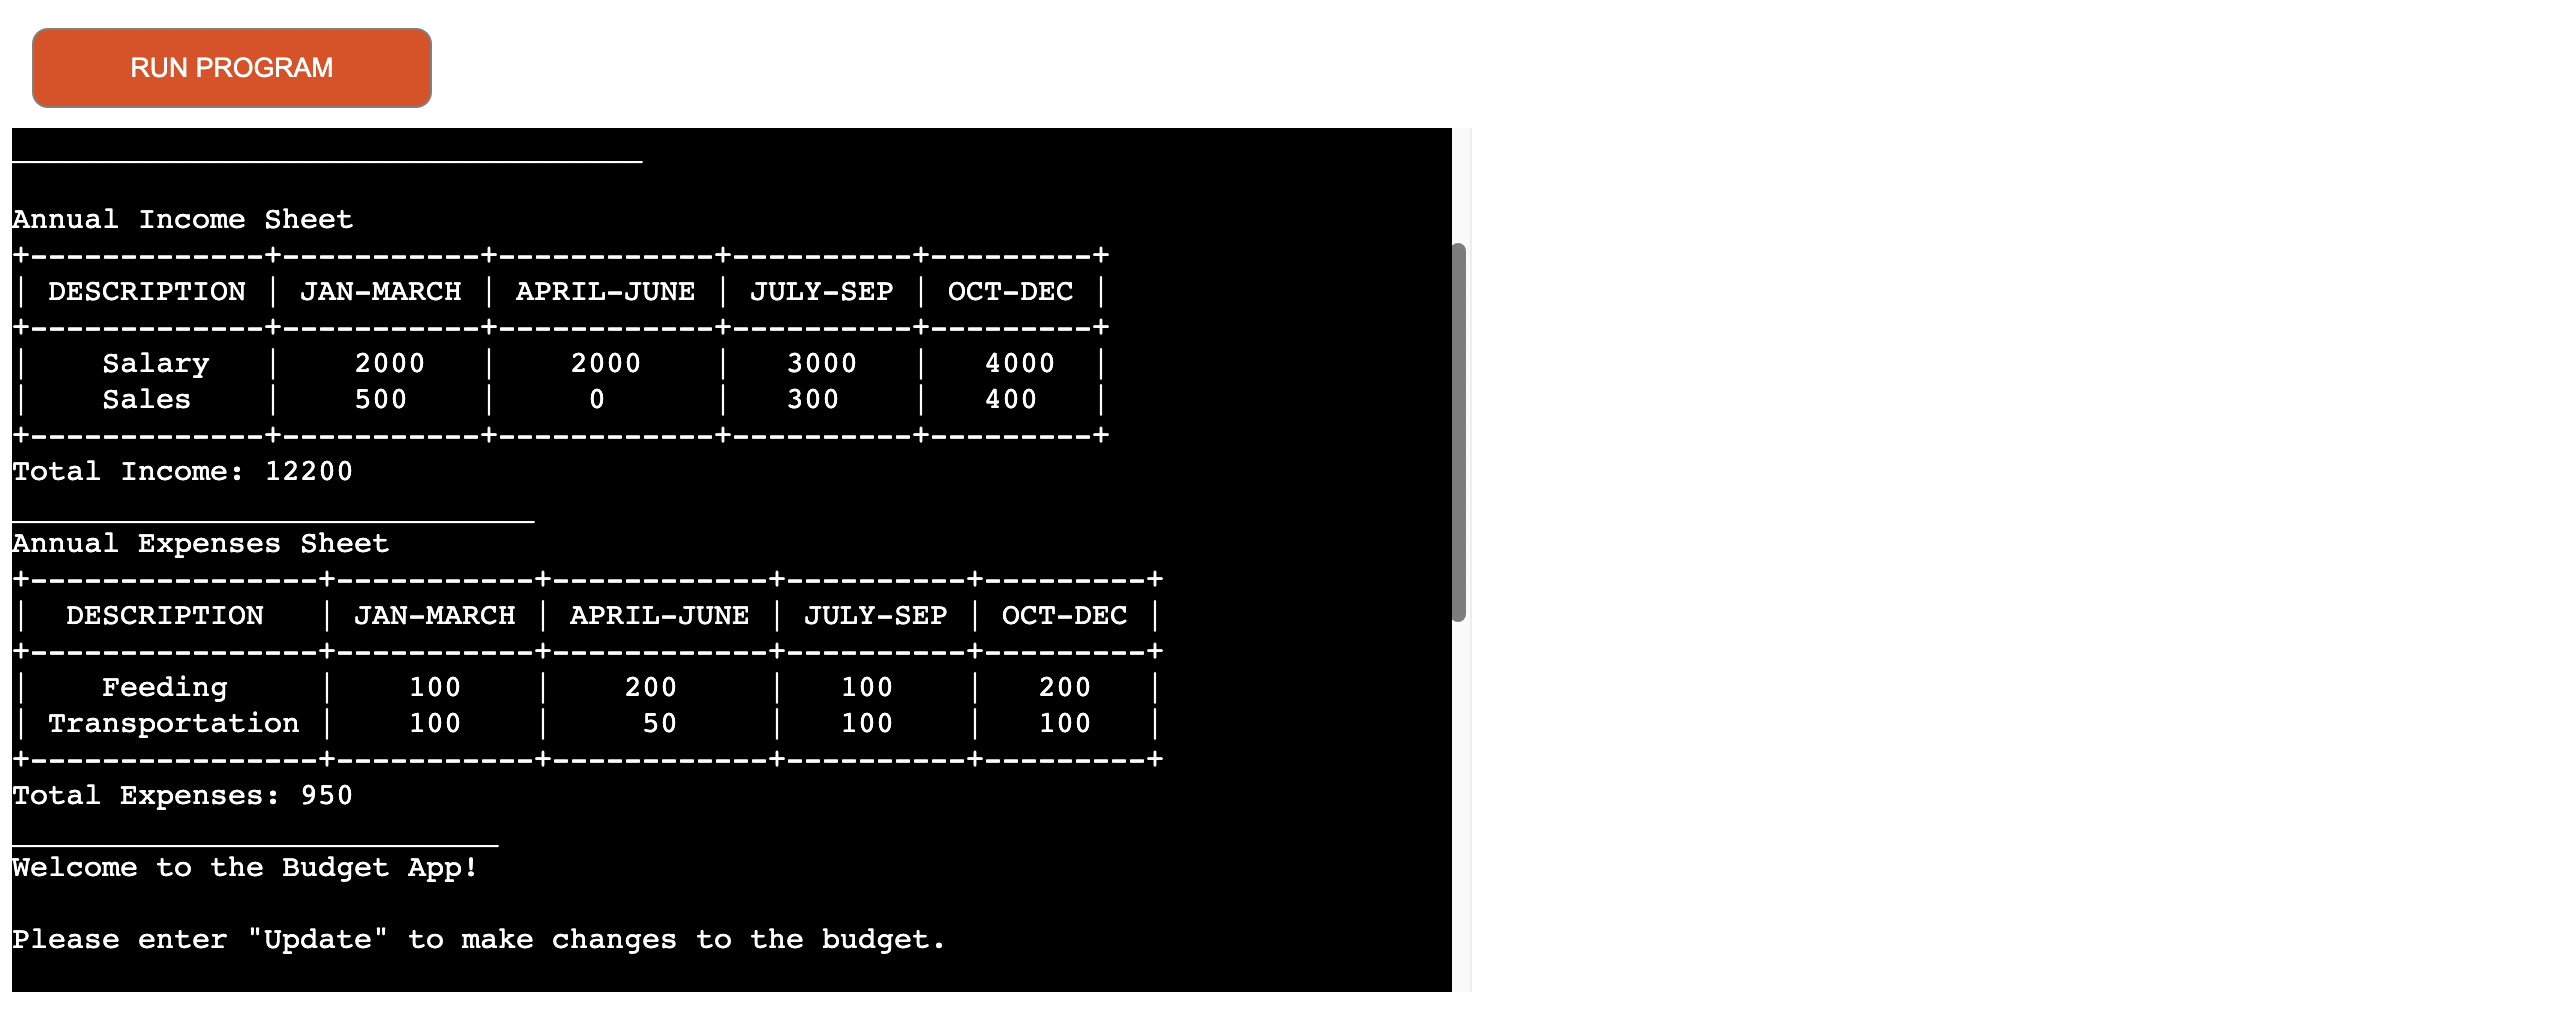 RUN PROGRAM
___________________________________
Annual Income Sheet
+-------------+-----------+------------+----------+---------+
| DESCRIPTION | JAN-MARCH | APRIL-JUNE | JULY-SEP | OCT-DEC |
+-------------+-----------+------------+----------+---------+
|    Salary   |    2000   |    2000    |   3000   |   4000  |
|    Sales    |    500    |     0      |   300    |   400   |
+-------------+-----------+------------+----------+---------+
Total Income: 12200
_____________________________
Annual Expenses Sheet
+----------------+-----------+------------+----------+---------+
|  DESCRIPTION   | JAN-MARCH | APRIL-JUNE | JULY-SEP | OCT-DEC |
+----------------+-----------+------------+----------+---------+
|    Feeding     |    100    |    200     |   100    |   200   |
| Transportation |    100    |     50     |   100    |   100   |
+----------------+-----------+------------+----------+---------+
Total Expenses: 950
___________________________
Welcome to the Budget App!
Please enter "Update" to make changes to the budget.